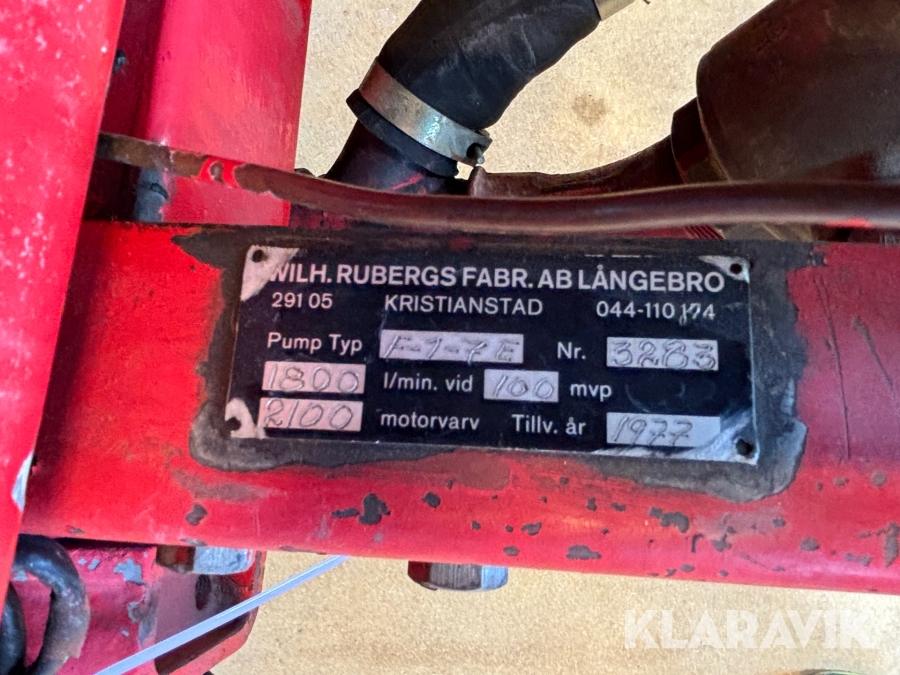 WILH. RUBERGS FABR. AB LÅNGEBRO
291 05 KRISTIANSTAD 044-110 174
Pump Typ F-1-7E Nr. 3283
1800 l/min. vid 100 mvp
2100 motorvarv Tillv. år 1977
KLARAVIK